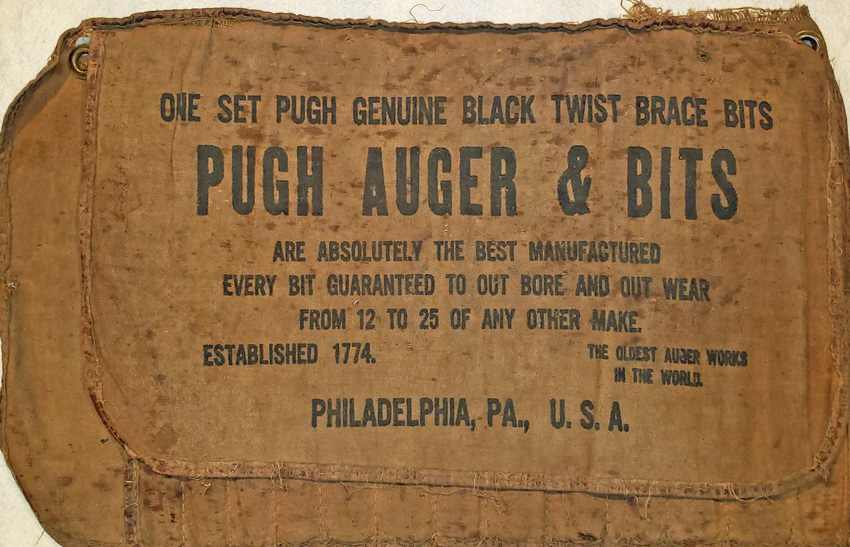 ONE SET PUGH GENUINE BLACK TWIST BRACE BITS
PUGH AUGER & BITS
ARE ABSOLUTELY THE BEST MANUFACTURED
EVERY BIT GUARANTEED TO OUT BORE AND OUT WEAR
FROM 12 TO 25 OF ANY OTHER MAKE.
ESTABLISHED 1774.
THE OLDEST AUGER WORKS
IN THE WORLD.
PHILADELPHIA, PA., U. S. A.